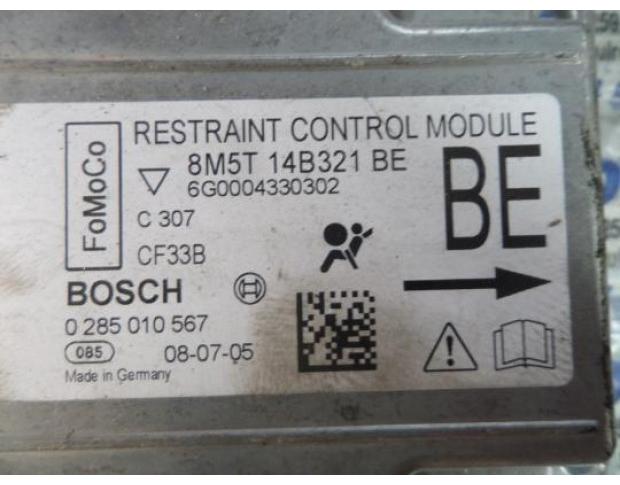 FoMoCo
RESTRAINT CONTROL MODULE
8M5T 14B321 BE
6G0004330302
BE
C 307
CF33B
BOSCH
0 285 010 567
085 08-07-05
Made in Germany